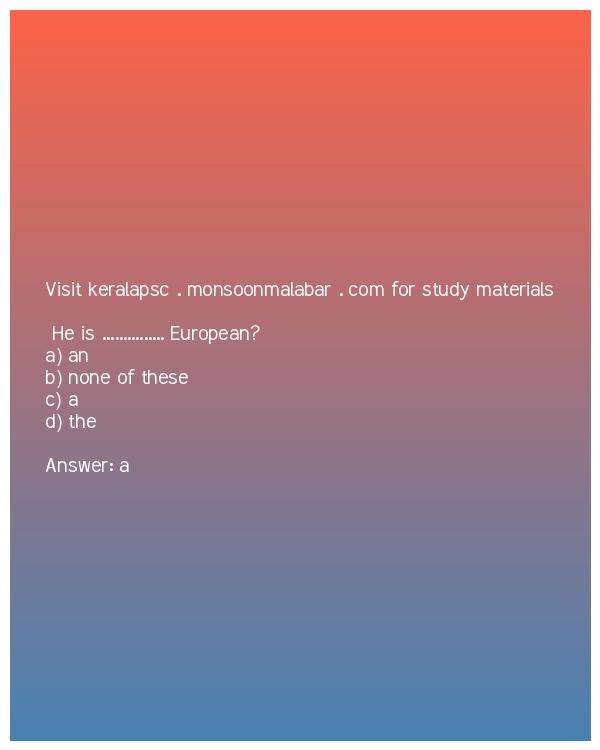 Visit keralapsc . monsoonmalabar . com for study materials
He is ............... European?
a) an
b) none of these
c) a
d) the
Answer: a